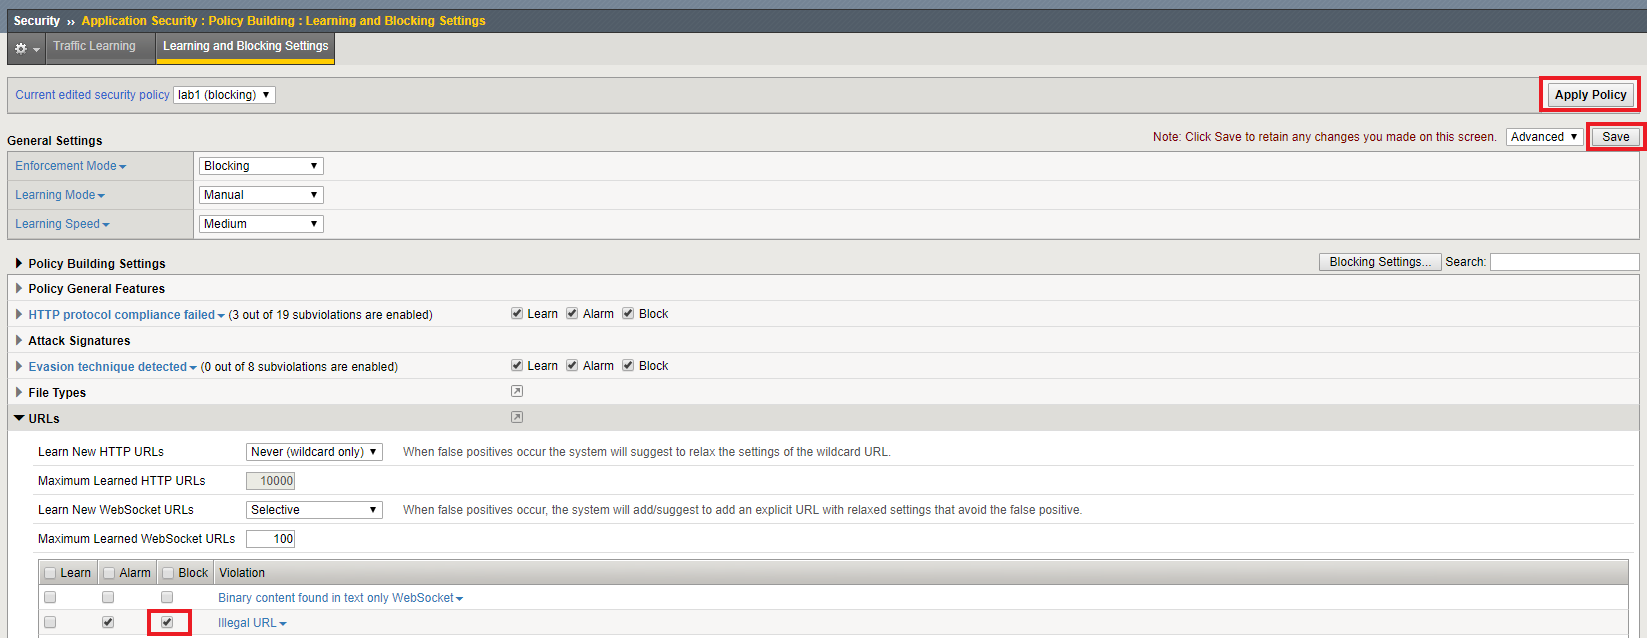 Security ›› Application Security : Policy Building : Learning and Blocking Settings
Traffic Learning Learning and Blocking Settings
Current edited security policy lab1 (blocking) Apply Policy
General Settings Note: Click Save to retain any changes you made on this screen. Advanced Save
Enforcement Mode Blocking
Learning Mode Manual
Learning Speed Medium
Policy Building Settings Blocking Settings... Search:
Policy General Features
HTTP protocol compliance failed (3 out of 19 subviolations are enabled) Learn Alarm Block
Attack Signatures
Evasion technique detected (0 out of 8 subviolations are enabled) Learn Alarm Block
File Types
URLs
Learn New HTTP URLs Never (wildcard only) When false positives occur the system will suggest to relax the settings of the wildcard URL.
Maximum Learned HTTP URLs 10000
Learn New WebSocket URLs Selective When false positives occur, the system will add/suggest to add an explicit URL with relaxed settings that avoid the false positive.
Maximum Learned WebSocket URLs 100
Learn Alarm Block Violation
Binary content found in text only WebSocket
Illegal URL